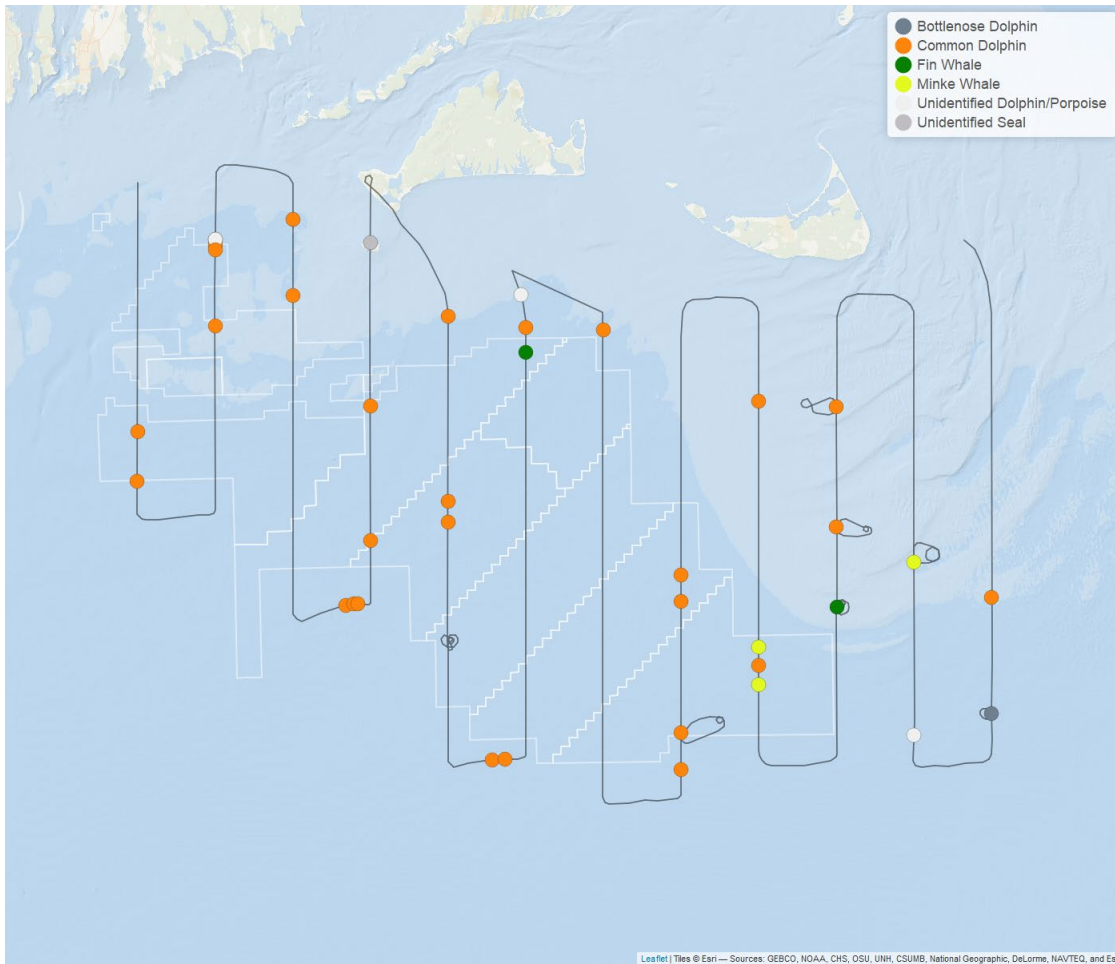 Bottlenose Dolphin
Common Dolphin
Fin Whale
Minke Whale
Unidentified Dolphin/Porpoise
Unidentified Seal
Leaflet | Tiles © Esri — Sources: GEBCO, NOAA, CHS, OSU, UNH, CSUMB, National Geographic, DeLorme, NAVTEQ, and Es